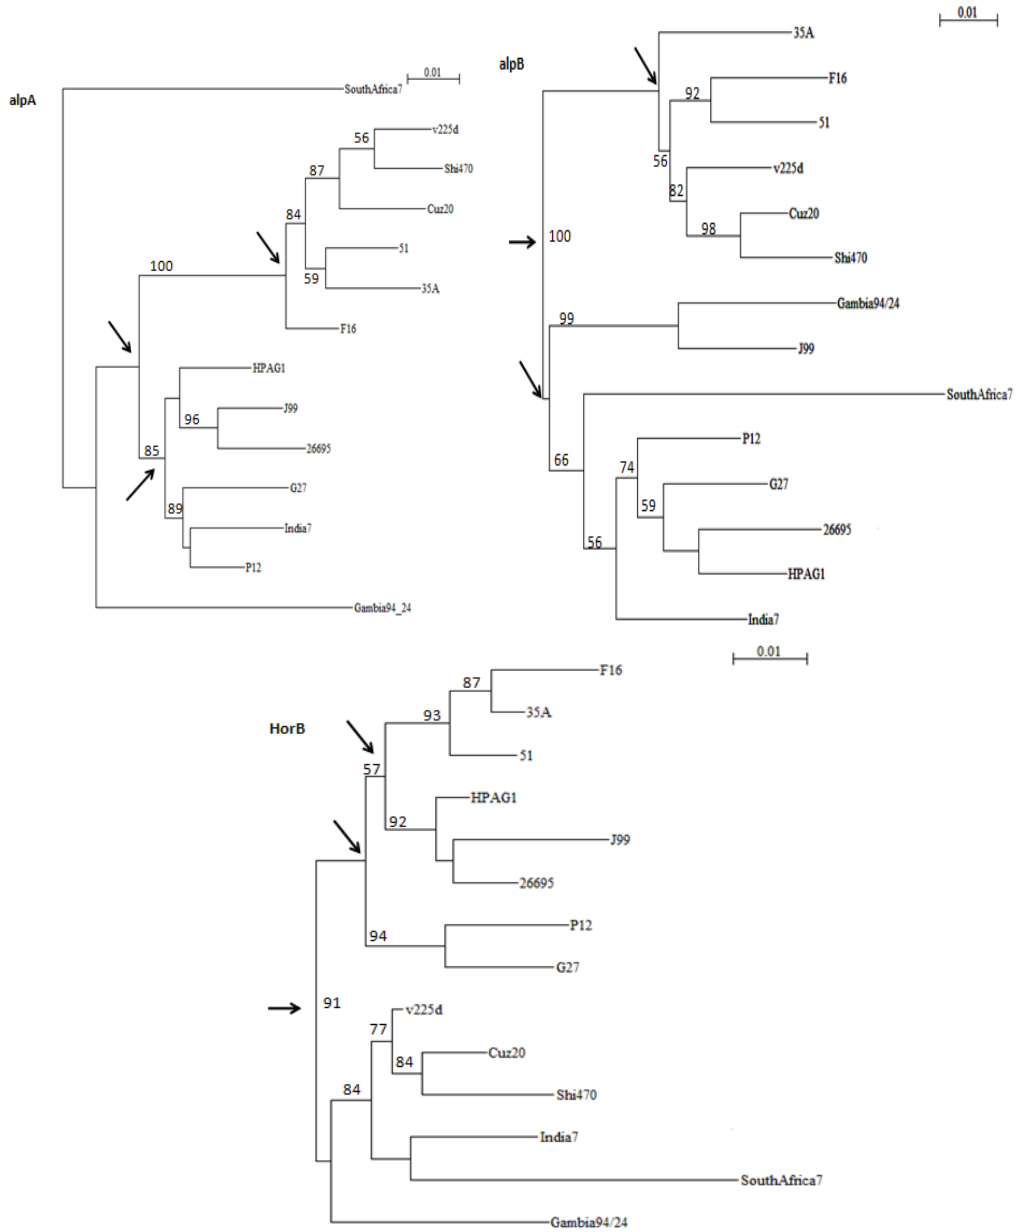 alpA
0.01
SouthAfrica7
v225d
56
Shi470
87
Cuz20
84
51
59
35A
100
F16
HPAG1
J99
96
26695
85
G27
89
India7
P12
Gambia94_24
alpB
0.01
35A
F16
92
51
56
v225d
82
Cuz20
98
Shi470
100
Gambia94/24
99
J99
SouthAfrica7
66
P12
74
G27
59
26695
56
HPAG1
India7
HorB
0.01
F16
87
35A
93
51
57
HPAG1
92
J99
26695
P12
94
G27
91
v225d
77
Cuz20
84
Shi470
84
India7
SouthAfrica7
Gambia94/24